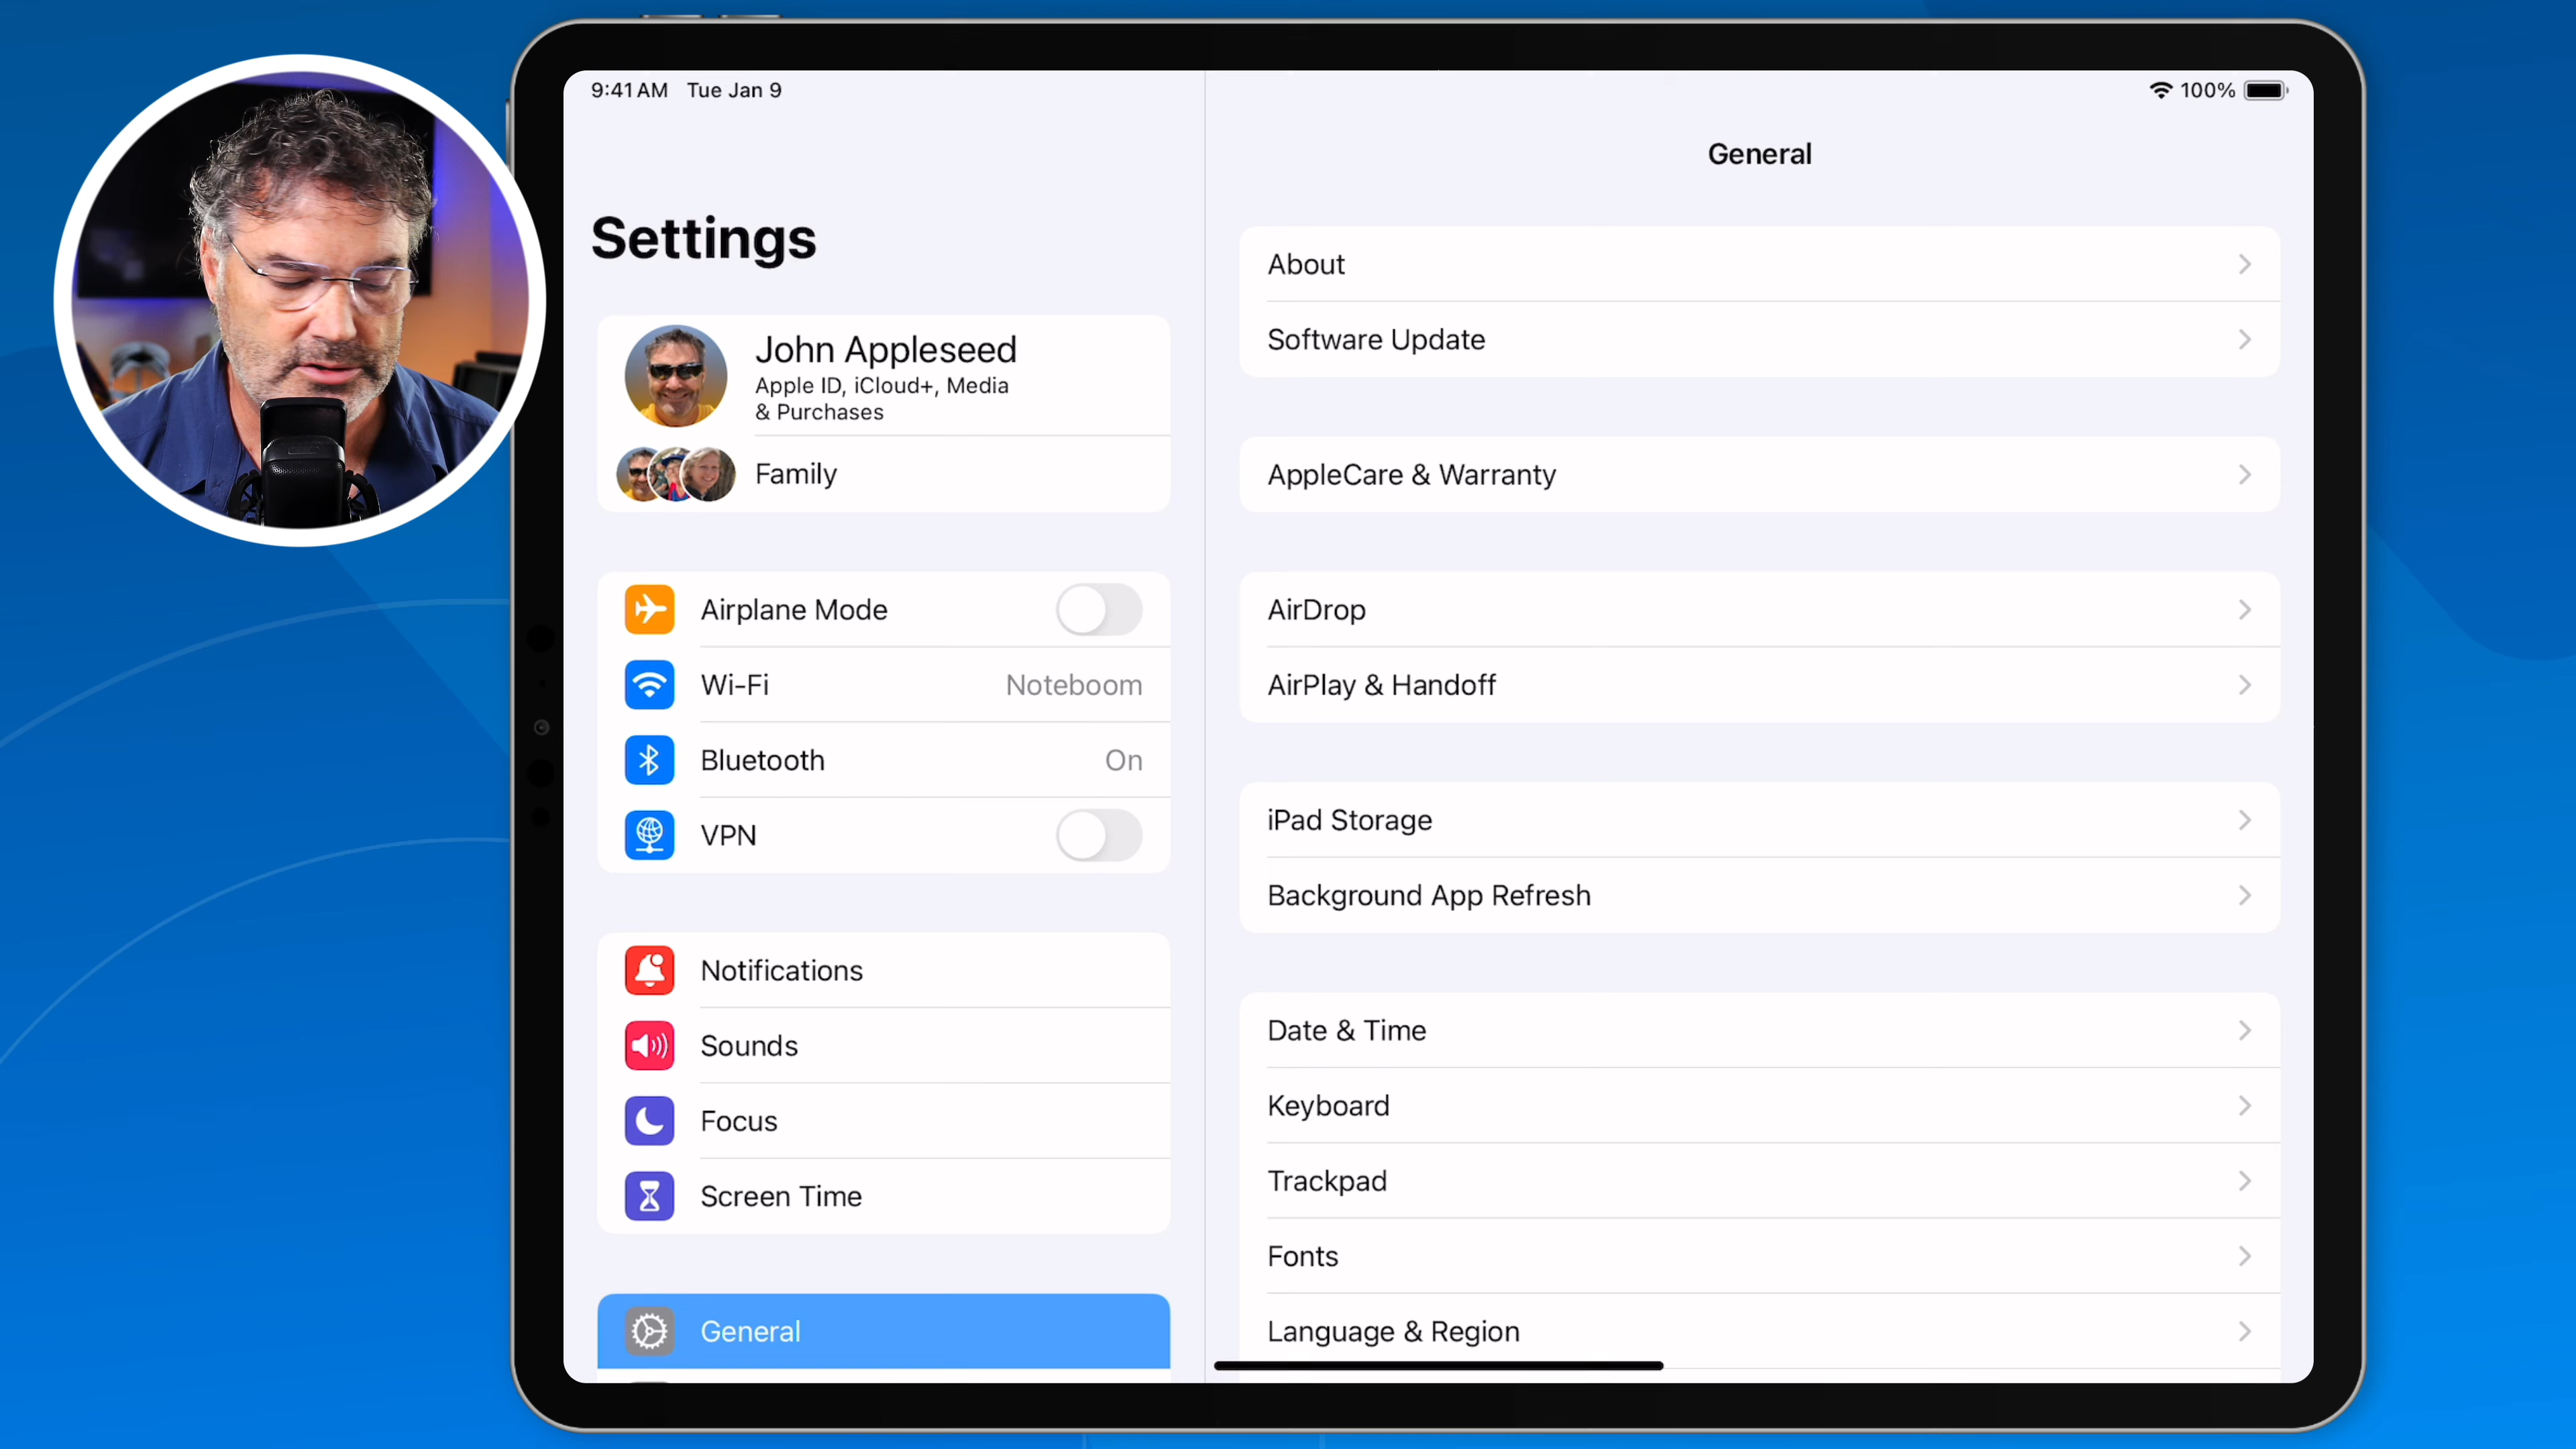 9:41 AM Tue Jan 9
100%
Settings
John Appleseed
Apple ID, iCloud+, Media
& Purchases
Family
Airplane Mode
Wi-Fi Noteboom
Bluetooth On
VPN
Notifications
Sounds
Focus
Screen Time
General
General
About
Software Update
AppleCare & Warranty
AirDrop
AirPlay & Handoff
iPad Storage
Background App Refresh
Date & Time
Keyboard
Trackpad
Fonts
Language & Region